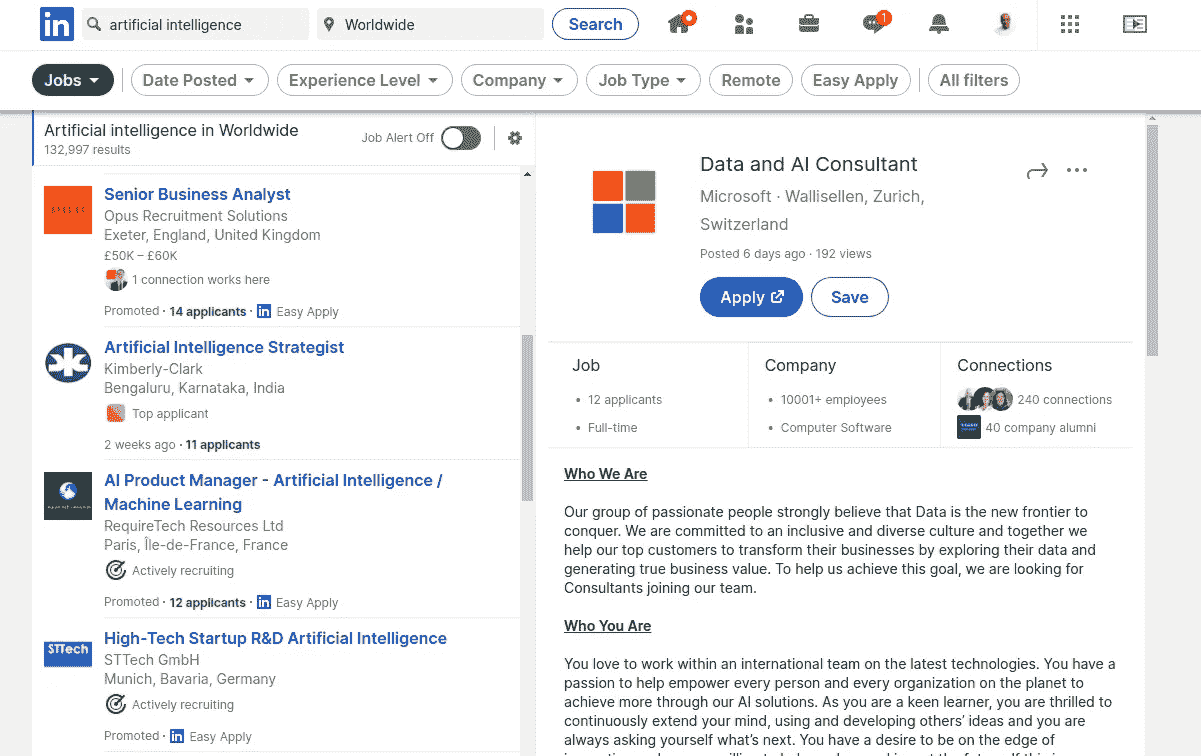 in
artificial intelligence
Worldwide
Search
1
Jobs
Date Posted
Experience Level
Company
Job Type
Remote
Easy Apply
All filters
Artificial intelligence in Worldwide
132,997 results
Job Alert Off
Senior Business Analyst
Opus Recruitment Solutions
Exeter, England, United Kingdom
£50K – £60K
1 connection works here
Promoted · 14 applicants · in Easy Apply
Artificial Intelligence Strategist
Kimberly-Clark
Bengaluru, Karnataka, India
Top applicant
2 weeks ago · 11 applicants
AI Product Manager - Artificial Intelligence /
Machine Learning
RequireTech Resources Ltd
Paris, Île-de-France, France
Actively recruiting
Promoted · 12 applicants · in Easy Apply
STTech
High-Tech Startup R&D Artificial Intelligence
STTech GmbH
Munich, Bavaria, Germany
Actively recruiting
Promoted · in Easy Apply
Data and AI Consultant
Microsoft · Wallisellen, Zurich,
Switzerland
Posted 6 days ago · 192 views
Apply
Save
Job
• 12 applicants
• Full-time
Company
• 10001+ employees
• Computer Software
Connections
240 connections
40 company alumni
Who We Are
Our group of passionate people strongly believe that Data is the new frontier to
conquer. We are committed to an inclusive and diverse culture and together we
help our top customers to transform their businesses by exploring their data and
generating true business value. To help us achieve this goal, we are looking for
Consultants joining our team.
Who You Are
You love to work within an international team on the latest technologies. You have a
passion to help empower every person and every organization on the planet to
achieve more through our AI solutions. As you are a keen learner, you are thrilled to
continuously extend your mind, using and developing others' ideas and you are
always asking yourself what's next. You have a desire to be on the edge of